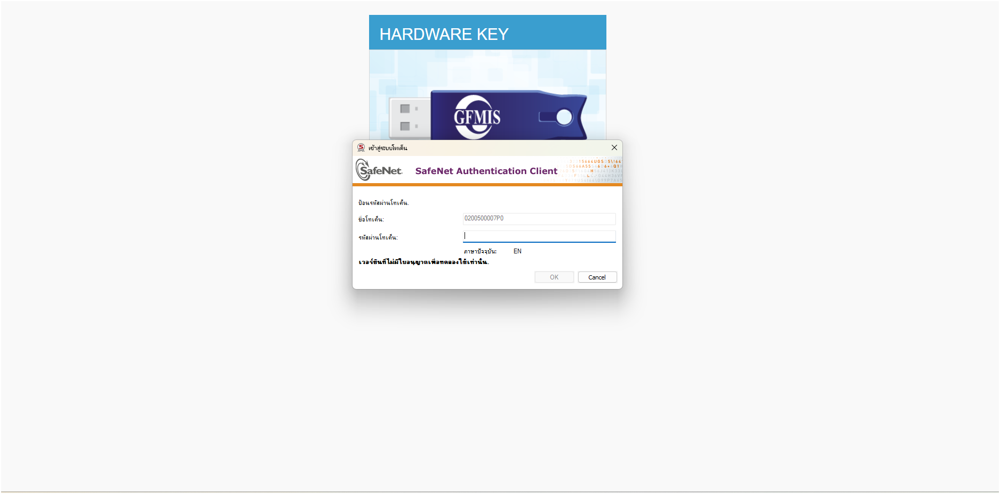 HARDWARE KEY
GFMIS
เข้าสู่ระบบโทเค็น
SafeNet.
SafeNet Authentication Client
ป้อนรหัสผ่านโทเค็น.
ชื่อโทเค็น:
0200500007P0
รหัสผ่านโทเค็น:
ภาษาปัจจุบัน:
EN
เวอร์ชันที่ไม่มีใบอนุญาตเพื่อทดลองใช้เท่านั้น.
OK
Cancel